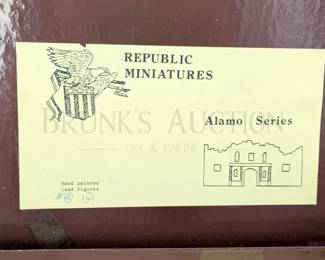 REPUBLIC
MINIATURES
BRUNK'S AUCTION
LIVE & ONLINE
Alamo Series
Hand painted
lead figures